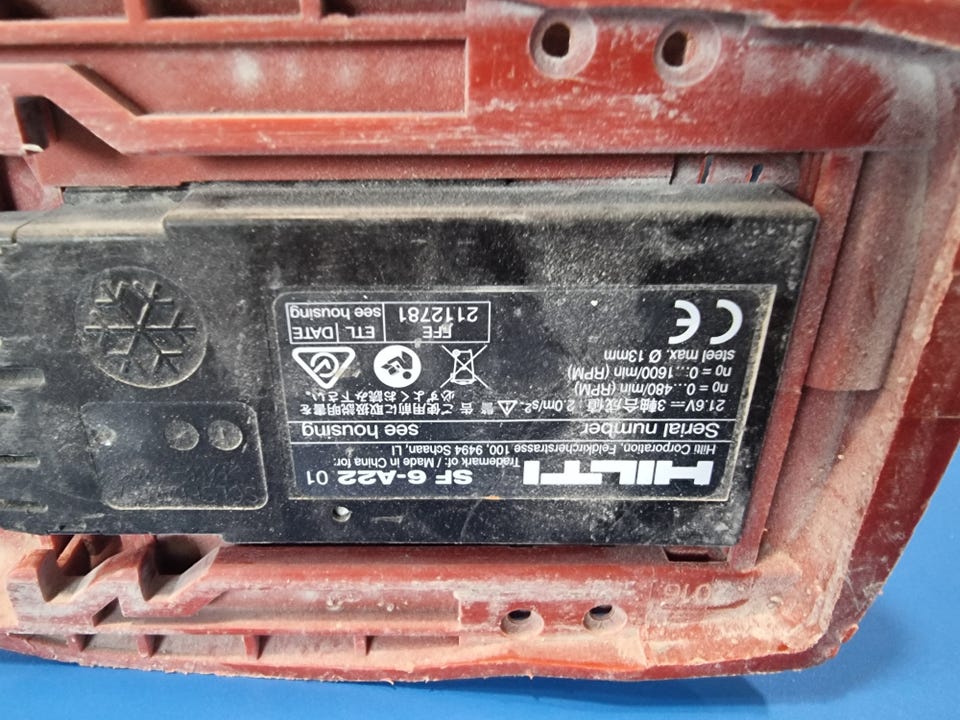 HILTI SF 6-A22 01
Trademark of: / Made in China for:
Hilti Corporation, Feldkircherstrasse 100, 9494 Schaan, LI
Serial number see housing
21.6V⎓ 3軸合成値 2.0m/s² ⚠ 警告 ご使用前に取扱説明書を
必ずよくお読み下さい。
n0 = 0...480/min (RPM)
n0 = 0...1600/min (RPM)
steel max. Ø 13mm
CE
FFE ETL DATE
2112781 see housing
2016